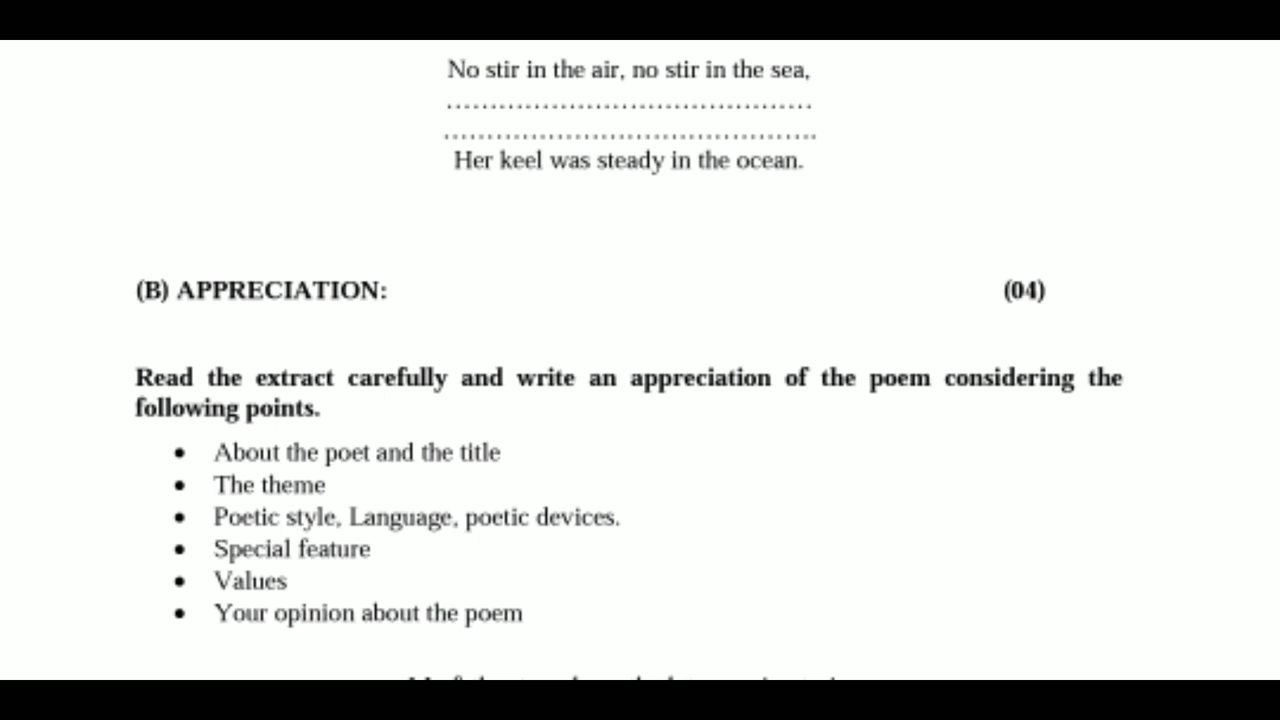 No stir in the air, no stir in the sea,
……………………………………
…………………………………….
Her keel was steady in the ocean.
(B) APPRECIATION: (04)
Read the extract carefully and write an appreciation of the poem considering the
following points.
• About the poet and the title
• The theme
• Poetic style, Language, poetic devices.
• Special feature
• Values
• Your opinion about the poem